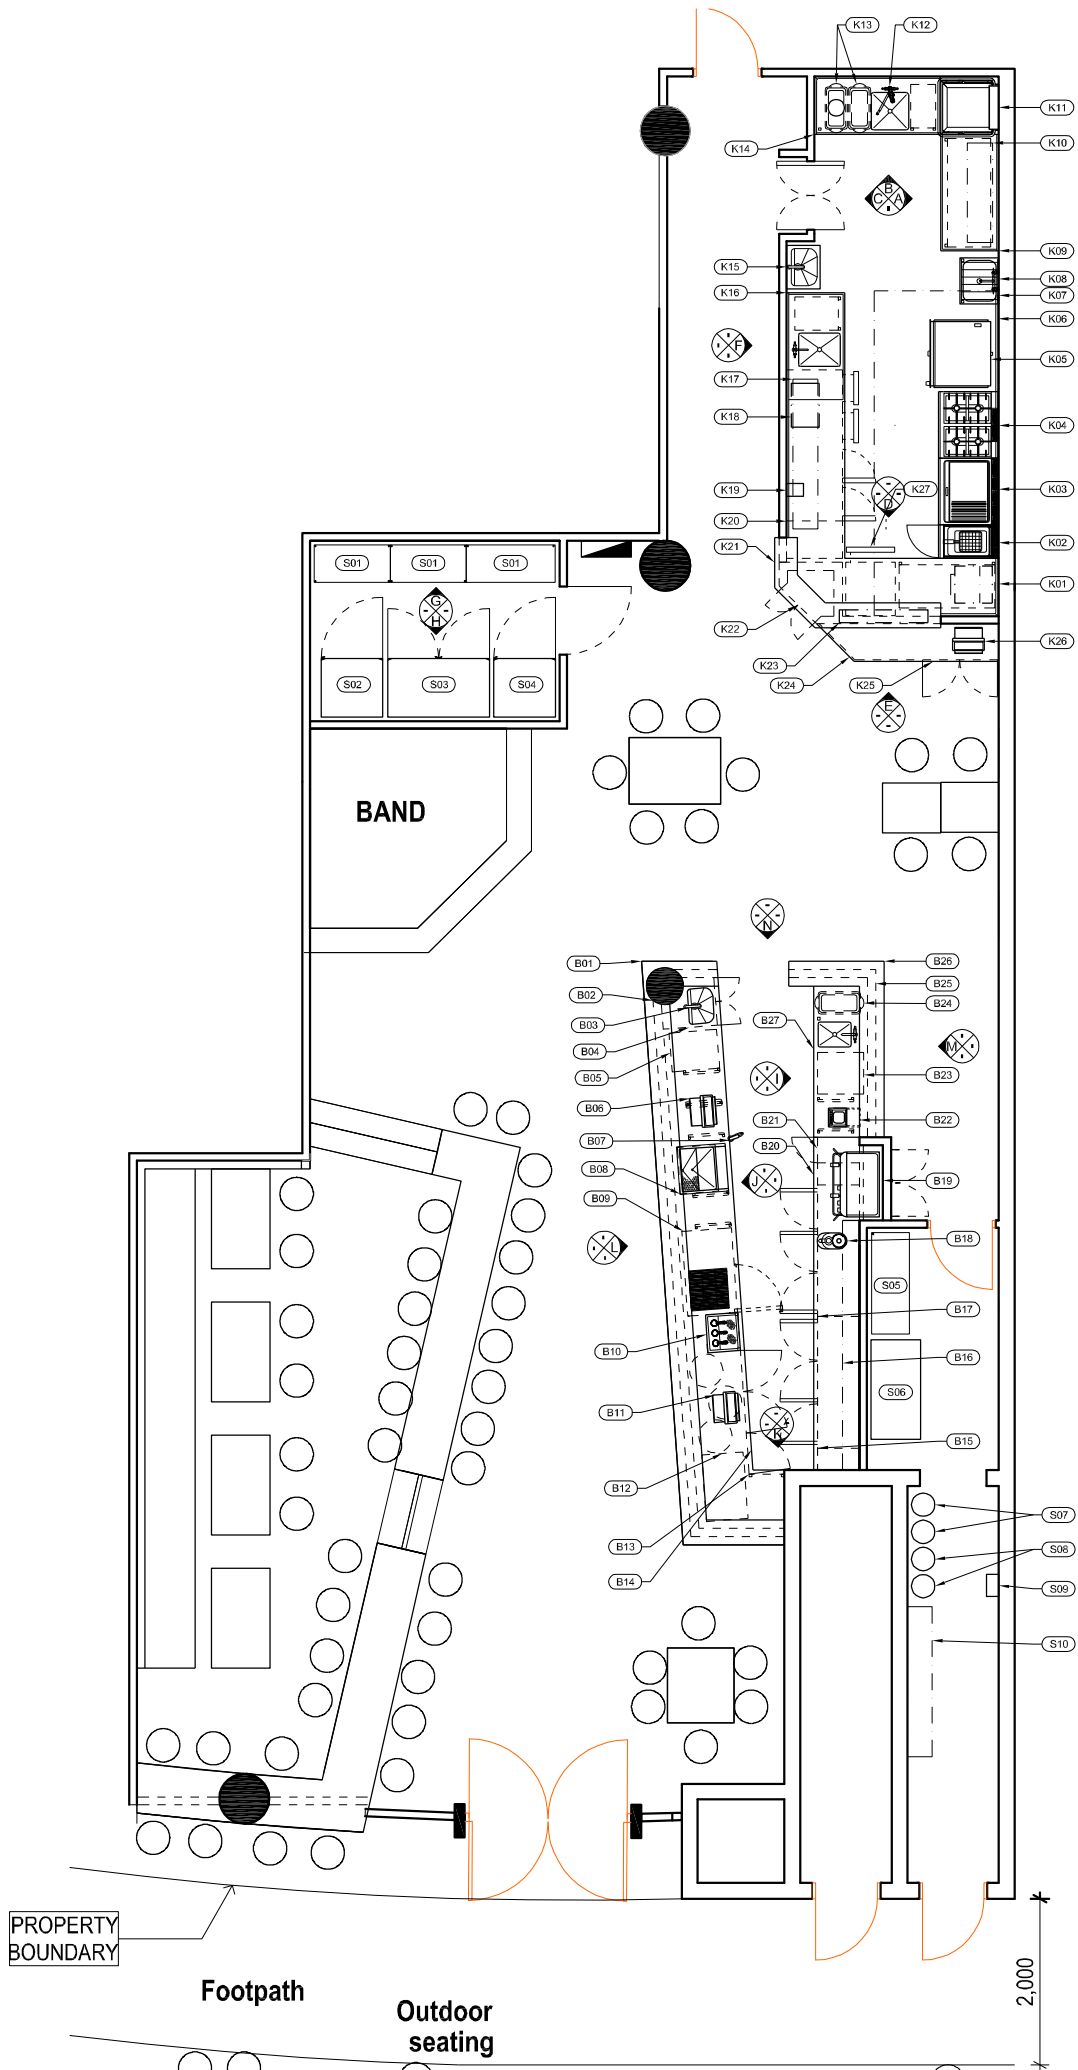 K13
K12
K11
K14
K10
B
C A
K09
K15
K08
K16
K07
K06
F
K05
K17
K18
K04
K19
K27
K03
D
K20
K21
K02
S01
S01
S01
K01
G
H
K22
K26
K23
K24
K25
S02
S03
S04
E
BAND
N
B01
B26
B02
B25
B03
B24
B27
B04
M
B05
I
B23
B06
B21
B22
B07
B20
B08
J
B19
B09
L
B18
S05
B17
B10
B16
S06
B11
K
B15
B12
S07
B13
S08
B14
S09
S10
PROPERTY
BOUNDARY
Footpath
Outdoor
seating
2,000